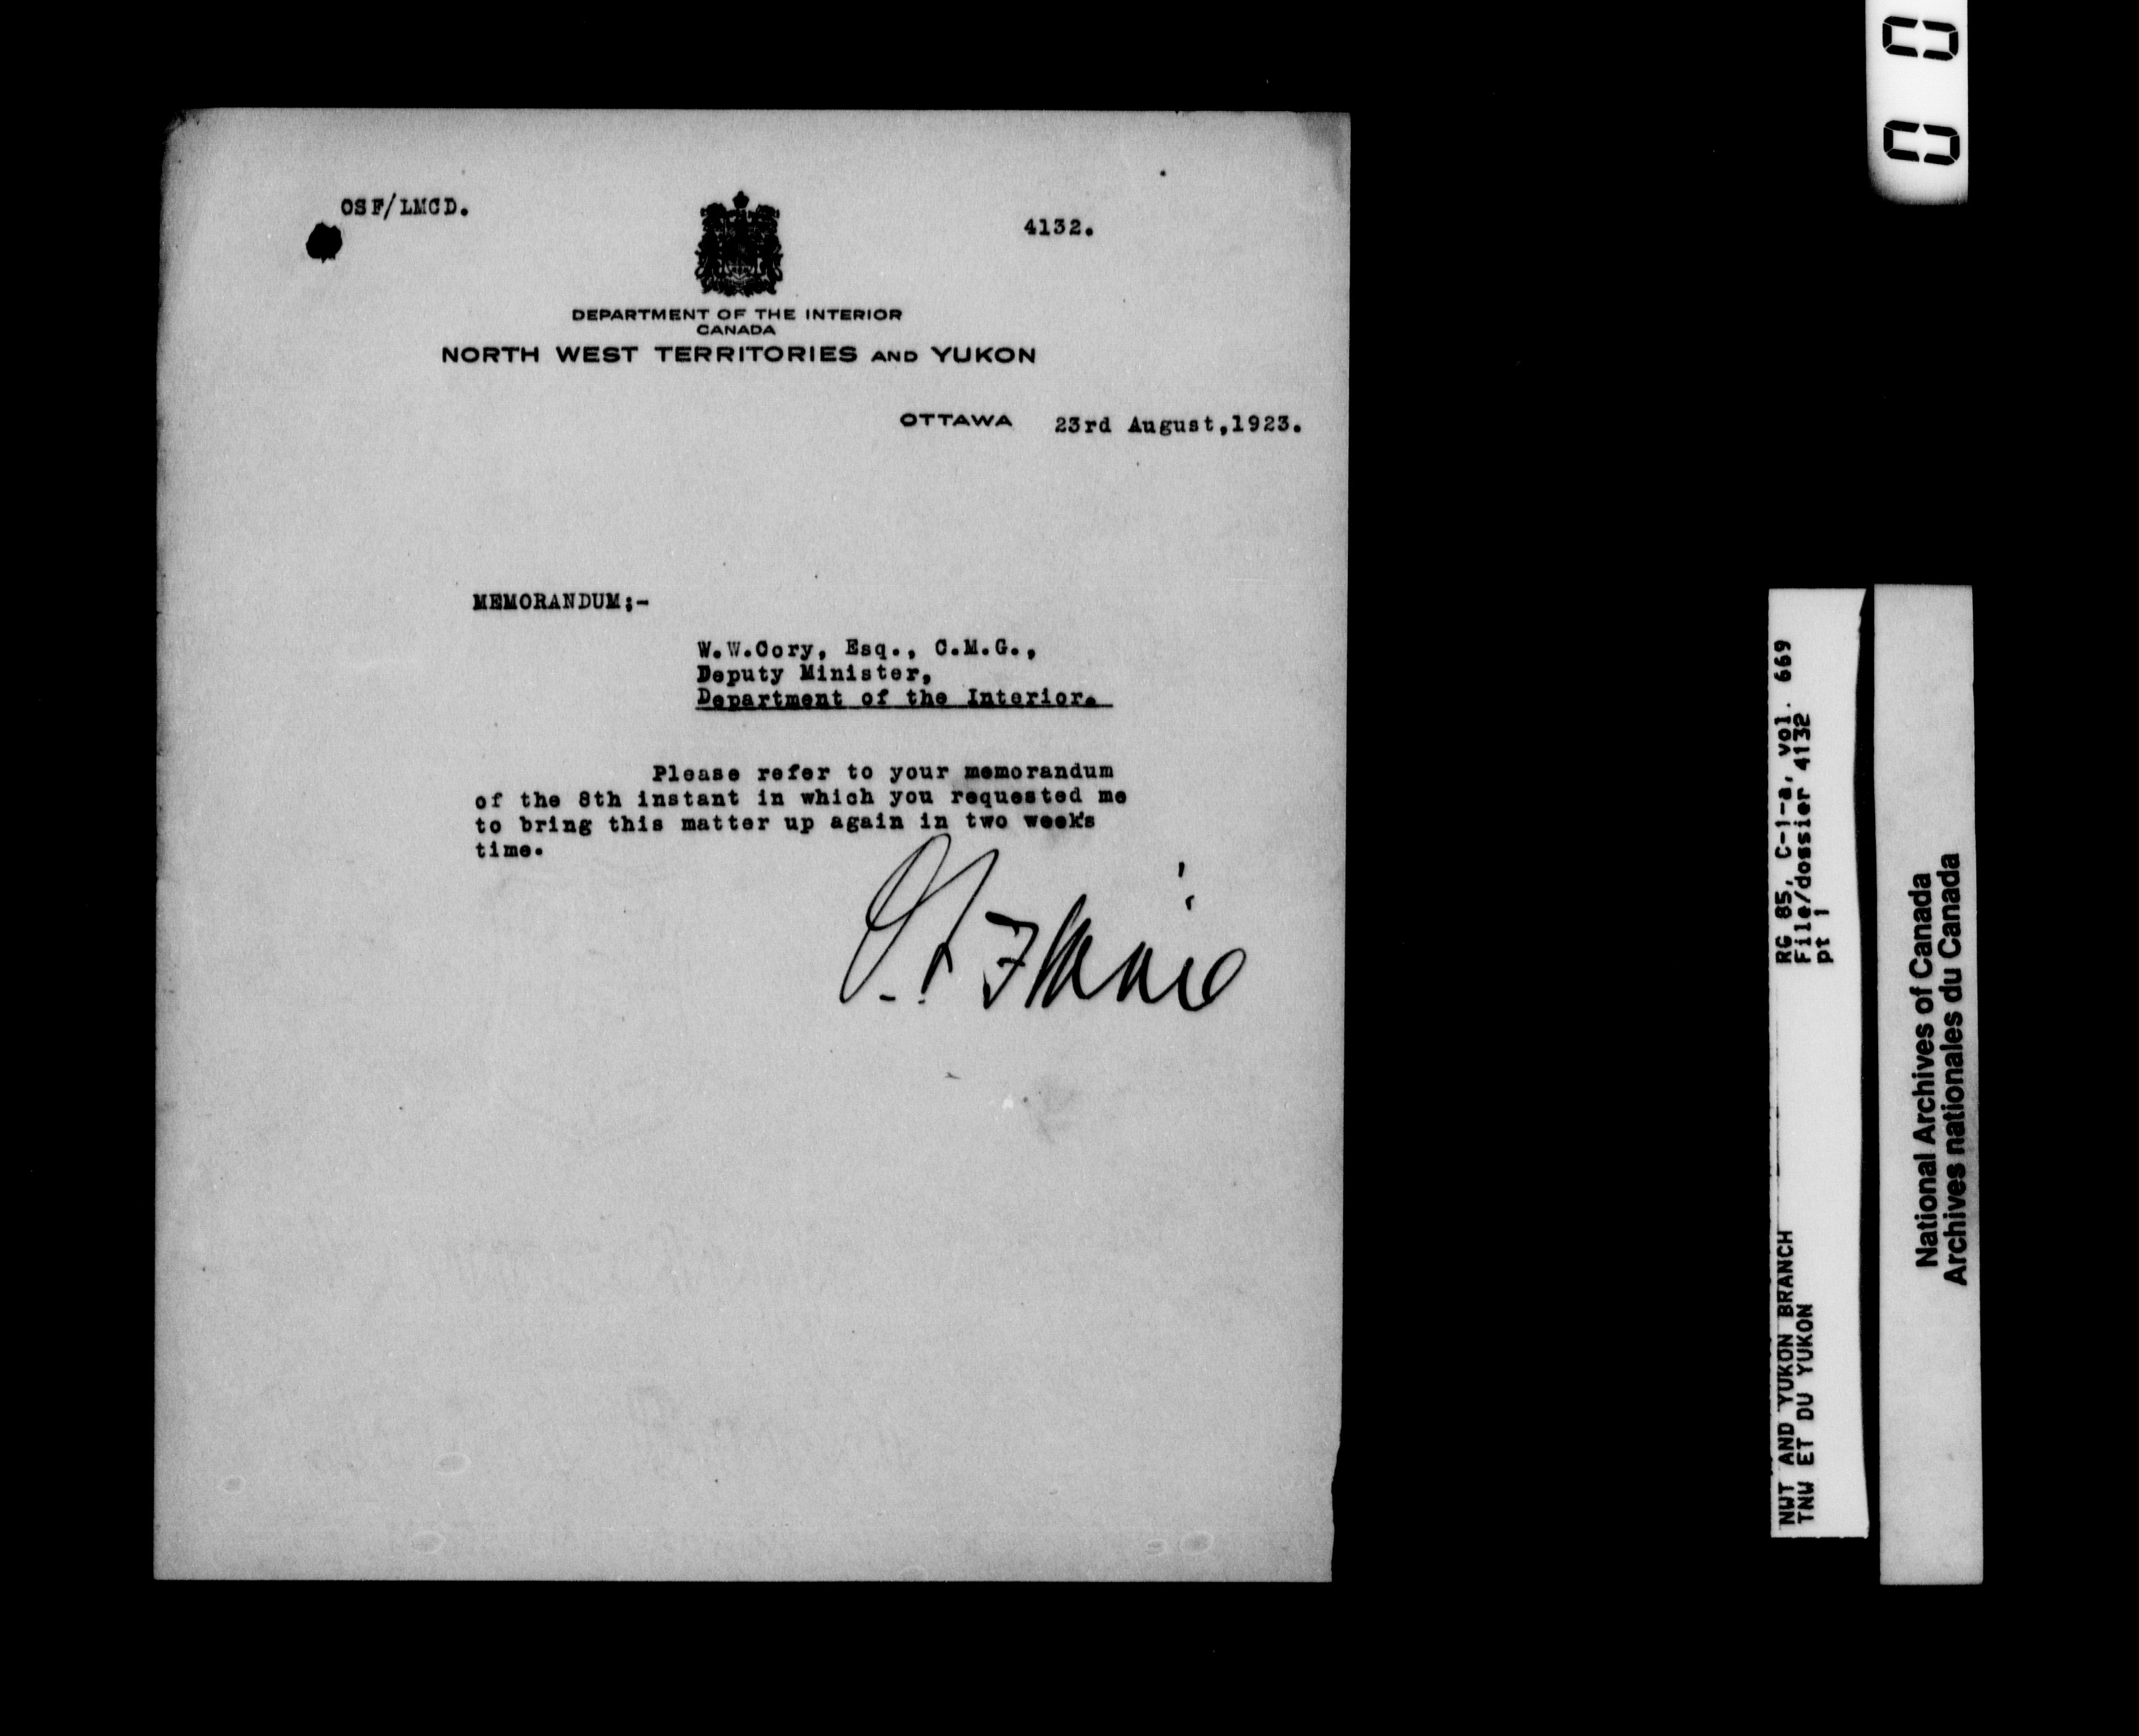 OSF/LMCD.
4132.
DEPARTMENT OF THE INTERIOR
CANADA
NORTH WEST TERRITORIES AND YUKON
OTTAWA 23rd August,1923.
MEMORANDUM;-
W.W.Cory, Esq., C.M.G.,
Deputy Minister,
Department of the Interior.
Please refer to your memorandum
of the 8th instant in which you requested me
to bring this matter up again in two week's
time.
O.S. Finnie
RG 85, C-1-a, vol. 669
File/dossier 4132
pt 1
NWT AND YUKON BRANCH
TNW ET DU YUKON
National Archives of Canada
Archives nationales du Canada
00